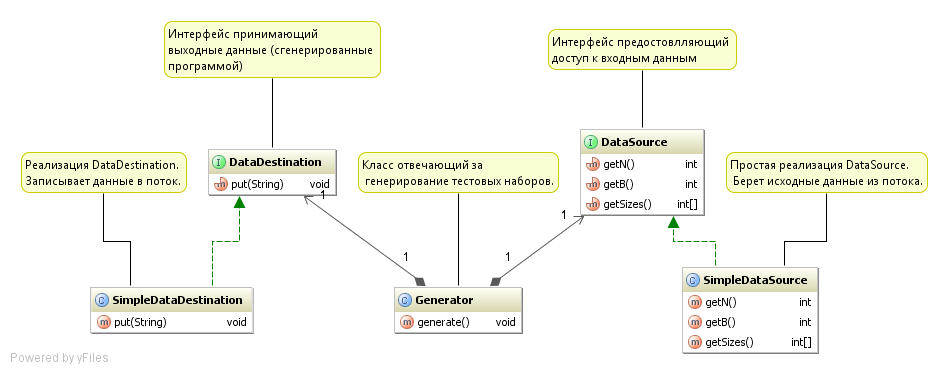 Интерфейс принимающий
выходные данные (сгенерированные
программой)
Интерфейс предостовлляющий
доступ к входным данным
Реализация DataDestination.
Записывает данные в поток.
I DataDestination
m put(String) void
Класс отвечающий за
генерирование тестовых наборов.
I DataSource
m getN() int
m getB() int
m getSizes() int[]
Простая реализация DataSource.
Берет исходные данные из потока.
1
1
1
1
C SimpleDataDestination
m put(String) void
C Generator
m generate() void
C SimpleDataSource
m getN() int
m getB() int
m getSizes() int[]
Powered by yFiles